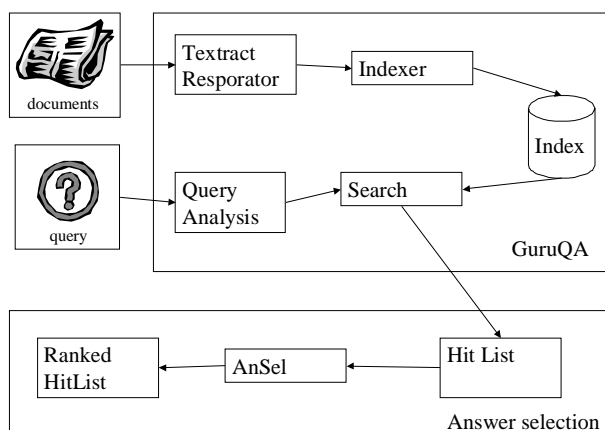 documents
Textract
Resporator
Indexer
Index
?
query
Query
Analysis
Search
GuruQA
Ranked
HitList
AnSel
Hit List
Answer selection